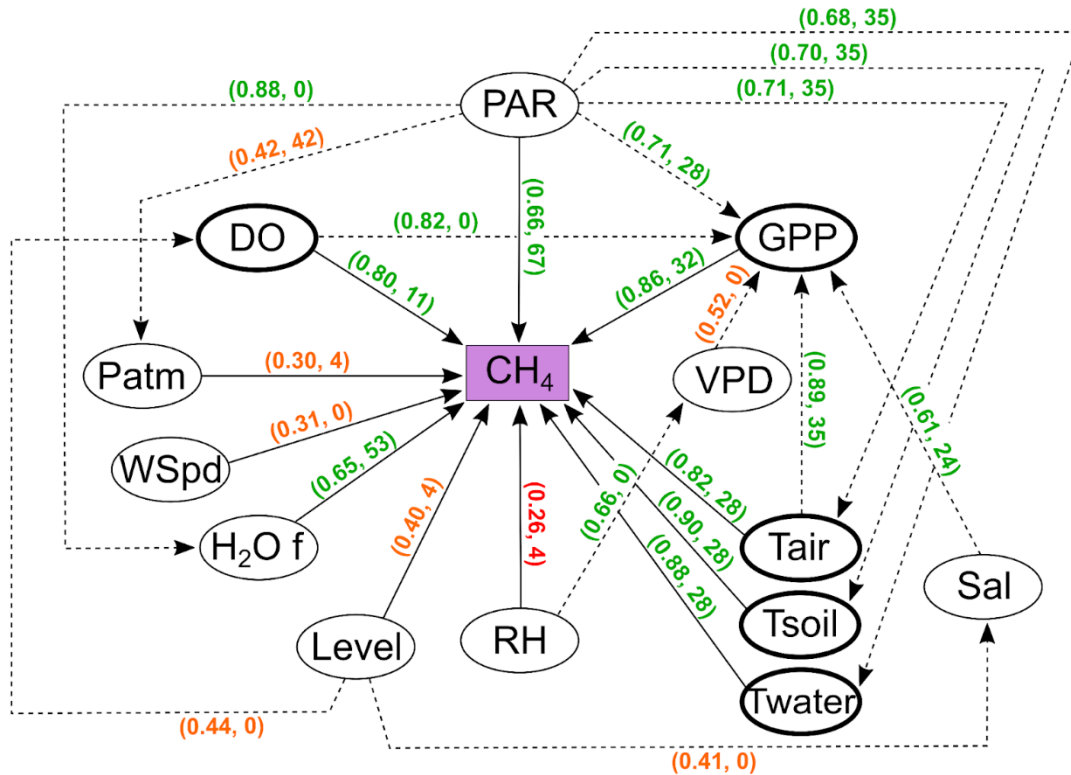 (0.68, 35)
(0.70, 35)
(0.88, 0)
PAR
(0.71, 35)
(0.42, 42)
(0.71, 28)
(0.66, 67)
DO
(0.82, 0)
GPP
(0.80, 11)
(0.86, 32)
(0.52, 0)
Patm
(0.30, 4)
CH₄
VPD
(0.89, 35)
(0.61, 24)
WSpd
(0.31, 0)
(0.65, 53)
(0.40, 4)
(0.26, 4)
(0.66, 0)
(0.82, 28)
(0.90, 28)
(0.88, 28)
H₂O f
Tair
Sal
Level
RH
Tsoil
Twater
(0.44, 0)
(0.41, 0)